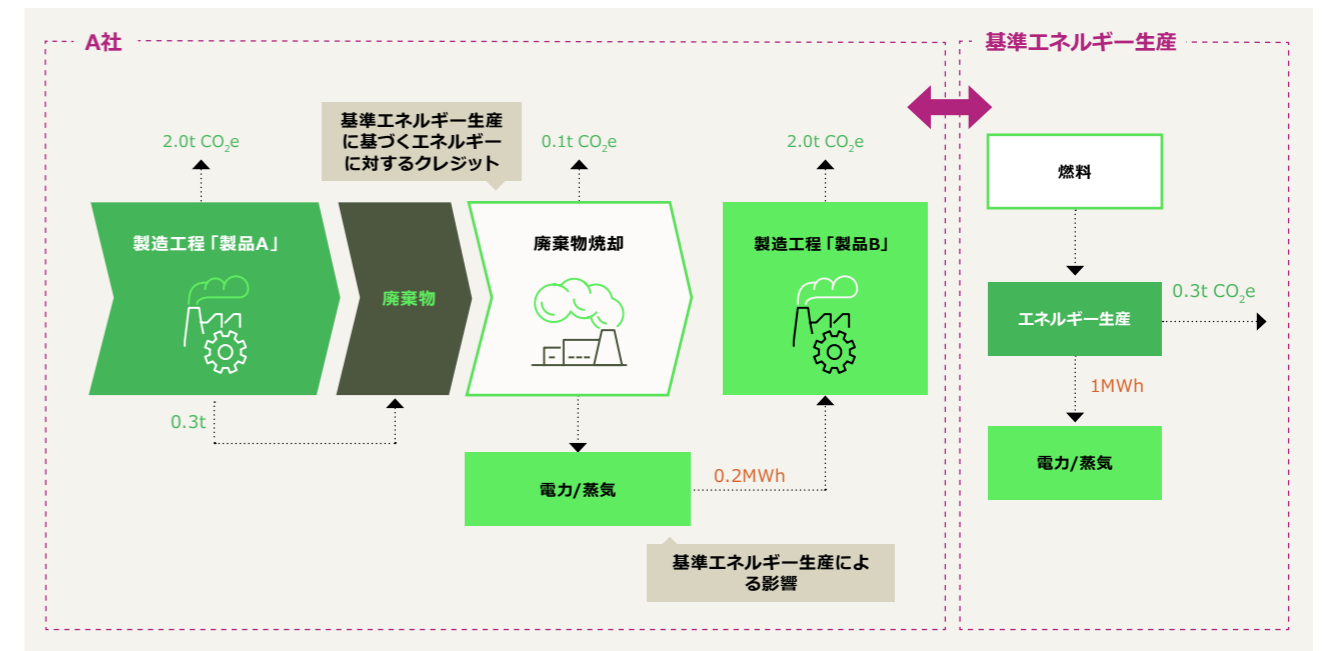 A社
基準エネルギー生産
基準エネルギー生産
に基づくエネルギー
に対するクレジット
2.0t CO₂e
0.1t CO₂e
2.0t CO₂e
燃料
製造工程「製品A」
廃棄物
廃棄物焼却
製造工程「製品B」
エネルギー生産
0.3t CO₂e
1MWh
0.3t
電力/蒸気
0.2MWh
電力/蒸気
基準エネルギー生産によ
る影響